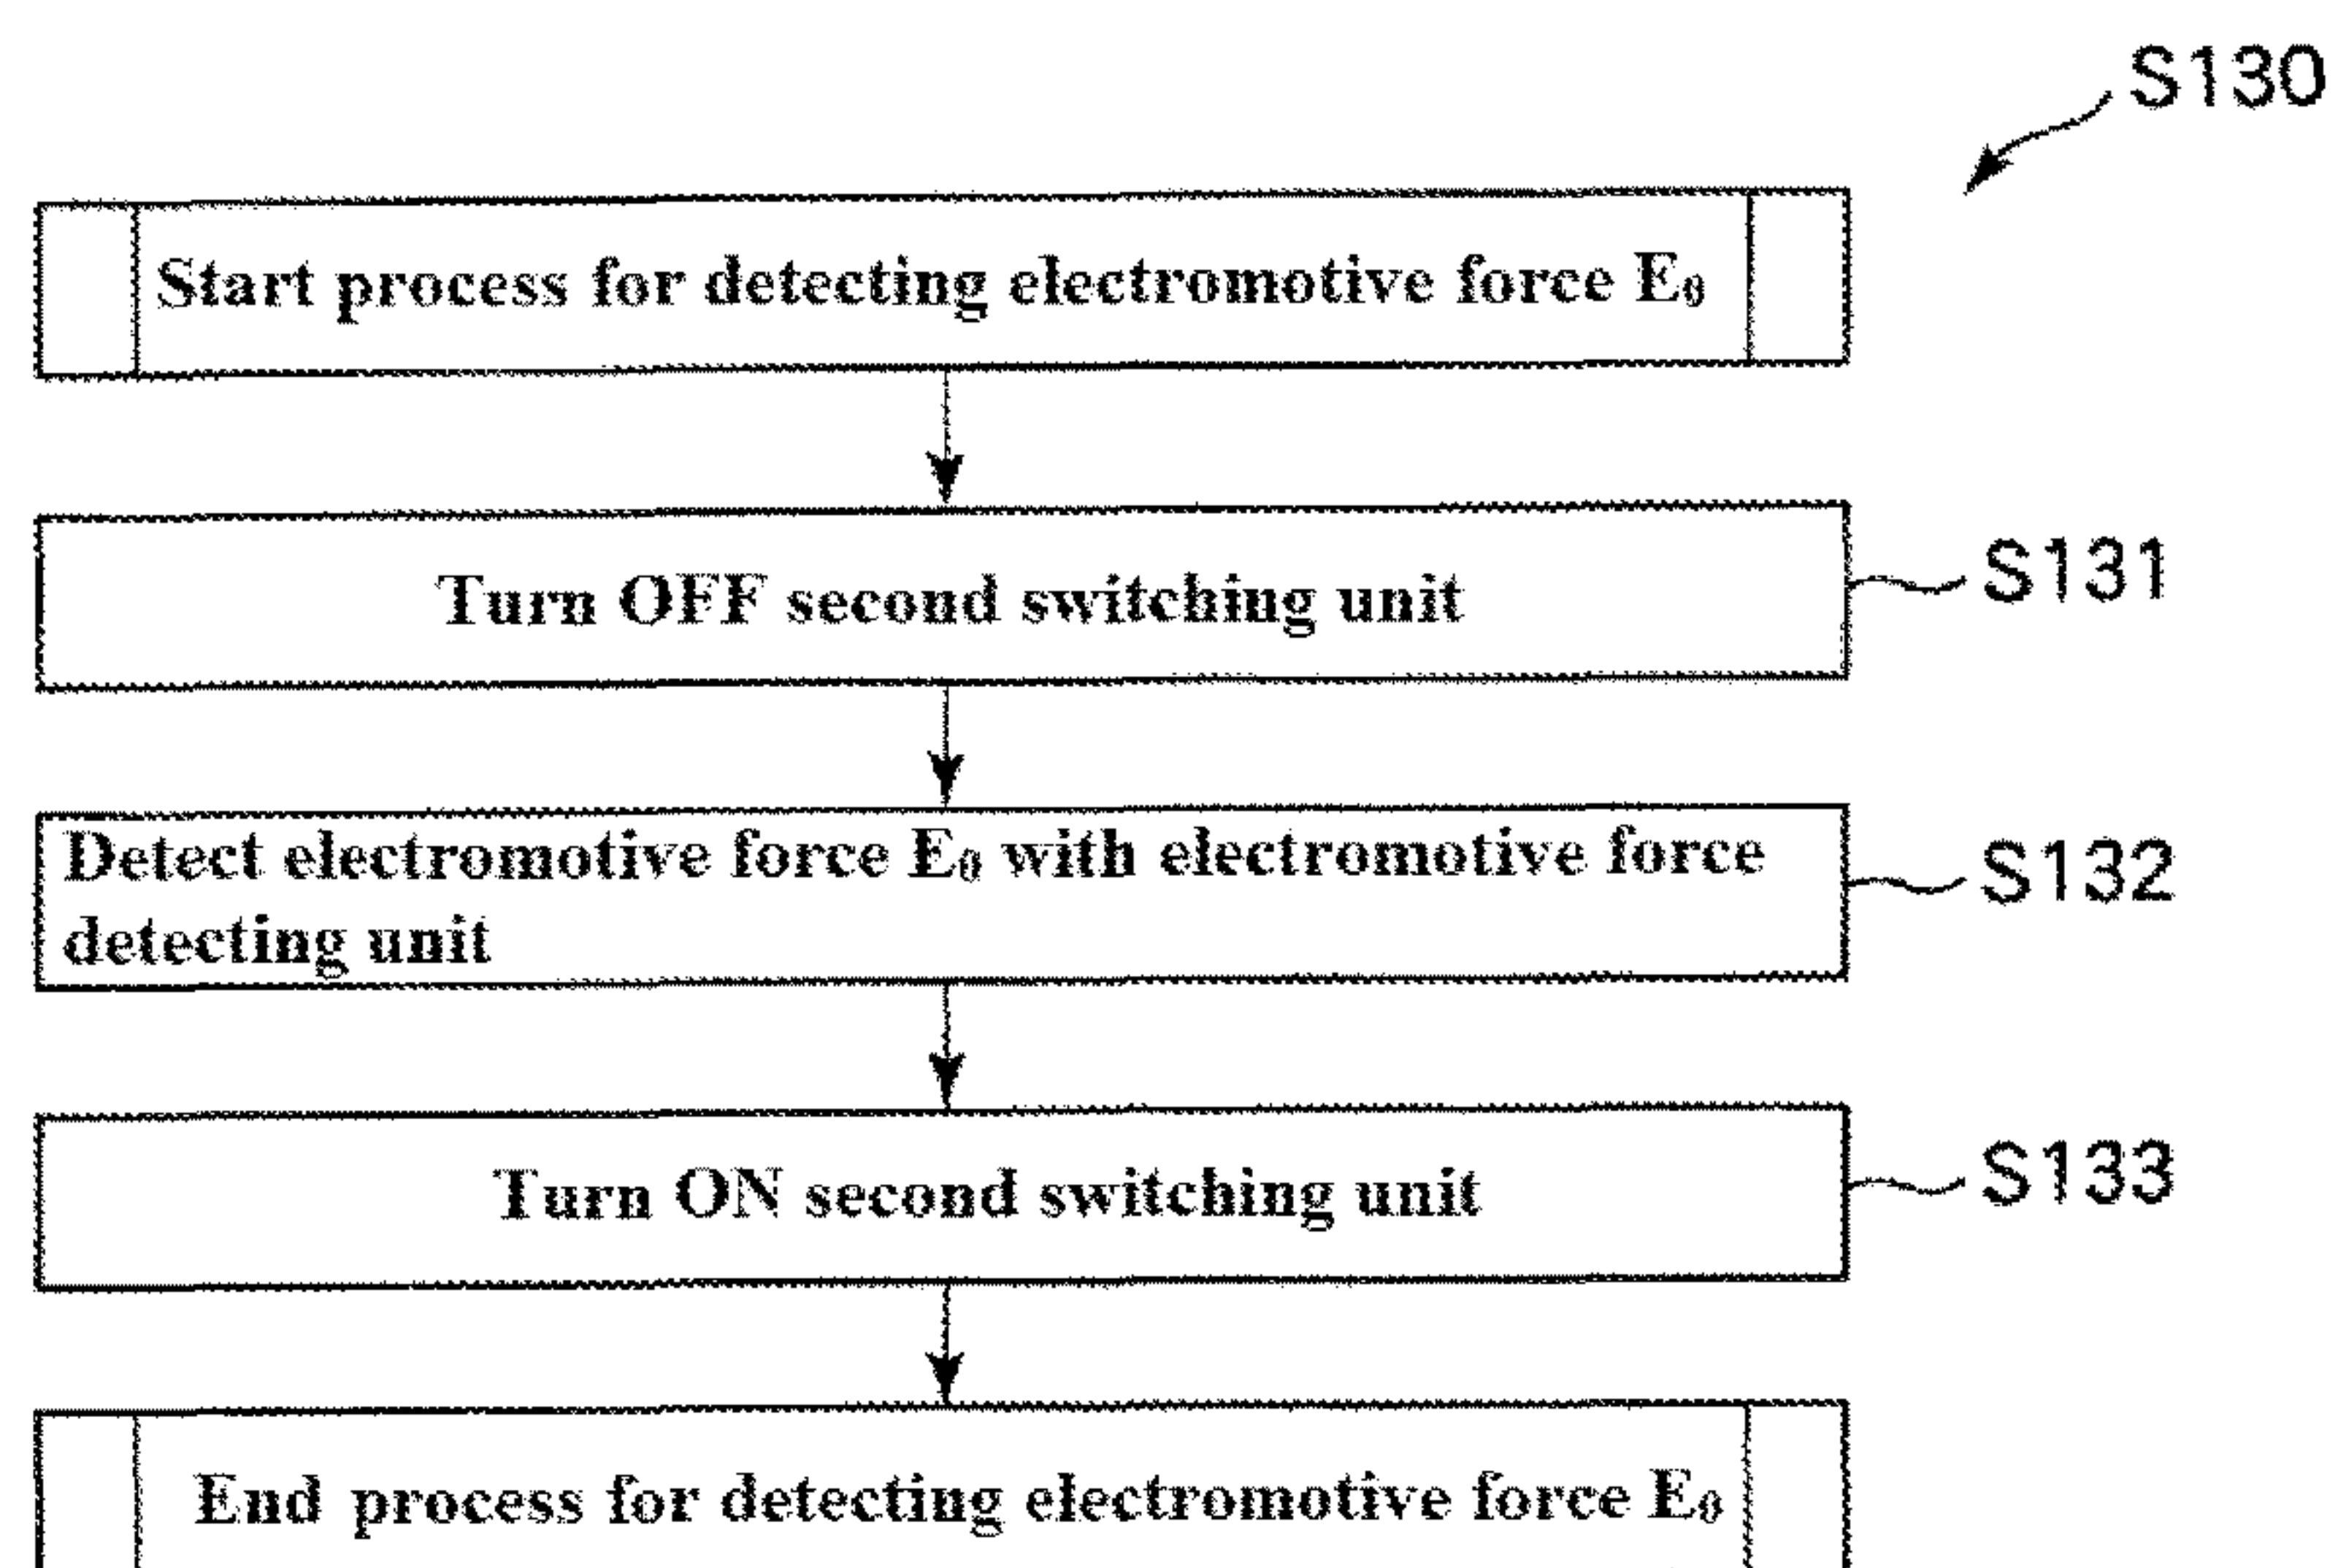 S130
Start process for detecting electromotive force E₀
Turn OFF second switching unit
S131
Detect electromotive force E₀ with electromotive force
detecting unit
S132
Turn ON second switching unit
S133
End process for detecting electromotive force E₀